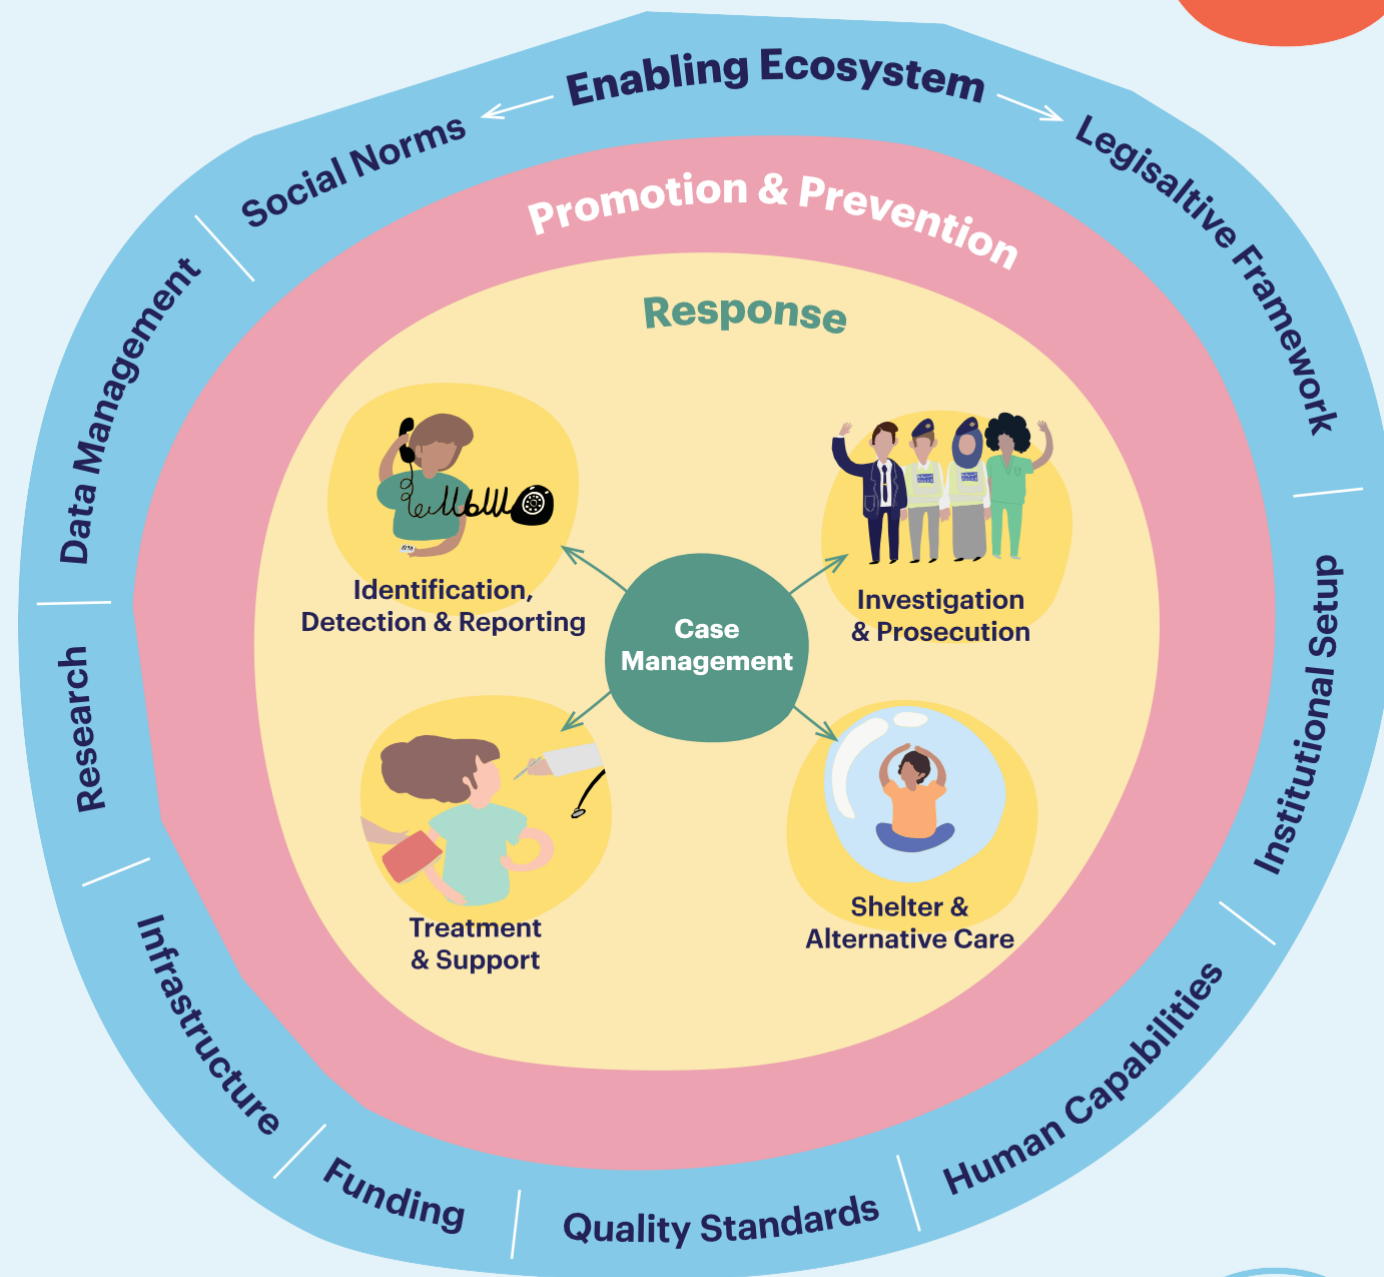 Enabling Ecosystem
Legisaltive Framework
Institutional Setup
Human Capabilities
Quality Standards
Funding
Infrastructure
Research
Data Management
Social Norms
Promotion & Prevention
Response
Identification,
Detection & Reporting
Investigation
& Prosecution
Case
Management
Treatment
& Support
Shelter &
Alternative Care